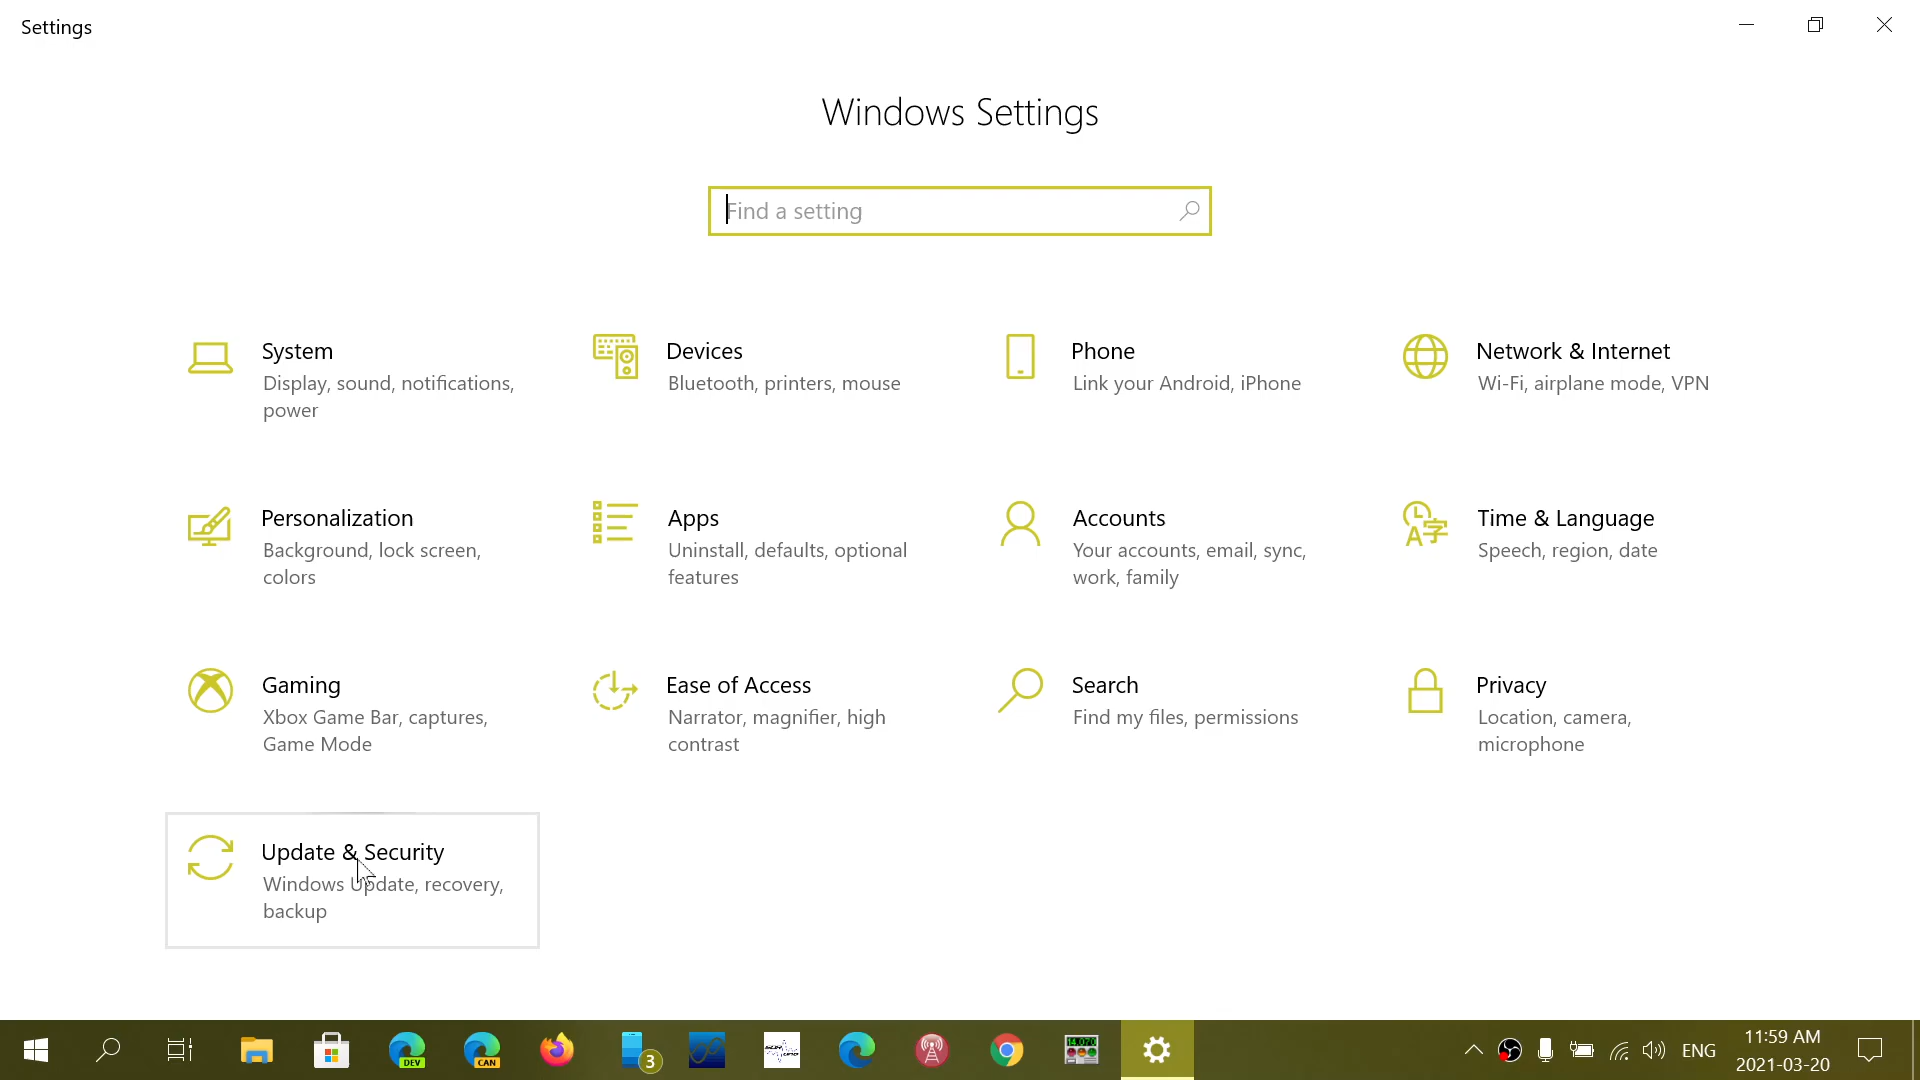 Settings
Windows Settings
Find a setting
System
Display, sound, notifications,
power
Devices
Bluetooth, printers, mouse
Phone
Link your Android, iPhone
Network & Internet
Wi-Fi, airplane mode, VPN
Personalization
Background, lock screen,
colors
Apps
Uninstall, defaults, optional
features
Accounts
Your accounts, email, sync,
work, family
Time & Language
Speech, region, date
Gaming
Xbox Game Bar, captures,
Game Mode
Ease of Access
Narrator, magnifier, high
contrast
Search
Find my files, permissions
Privacy
Location, camera,
microphone
Update & Security
Windows Update, recovery,
backup
DEV
CAN
3
14.070
ENG
11:59 AM
2021-03-20